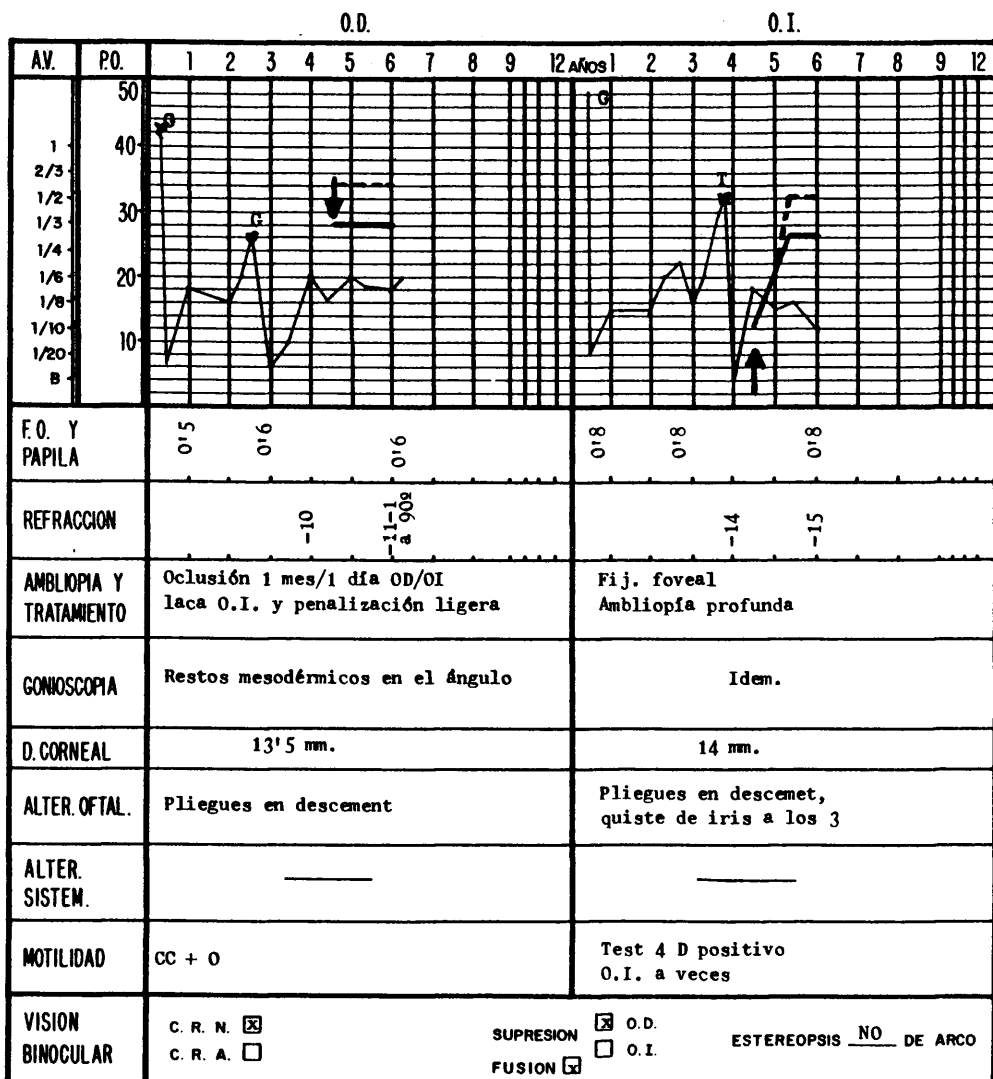 O.D. O.I.
A.V. P.O. 1 2 3 4 5 6 7 8 9 12 AÑOS 1 2 3 4 5 6 7 8 9 10 12
50
G G
1 40
2/3
1/2 T
1/3 30
G
1/4
1/6 20
1/8
1/10 10
1/20
B
F.O. Y PAPILA 0'5 0'6 0'6 0'8 0'8 0'8
REFRACCION -10 -11-1 a 90º -14 -15
AMBLIOPIA Y TRATAMIENTO
Oclusión 1 mes/1 día OD/OI
laca O.I. y penalización ligera
Fij. foveal
Ambliopía profunda
GONIOSCOPIA Restos mesodérmicos en el ángulo Idem.
D. CORNEAL 13'5 mm. 14 mm.
ALTER. OFTAL. Pliegues en descement
Pliegues en descemet,
quiste de iris a los 3
ALTER. SISTEM.
MOTILIDAD CC + O
Test 4 D positivo
O.I. a veces
VISION BINOCULAR
C. R. N. X
C. R. A.
SUPRESION X O.D.
O.I.
FUSION x
ESTEREOPSIS NO DE ARCO